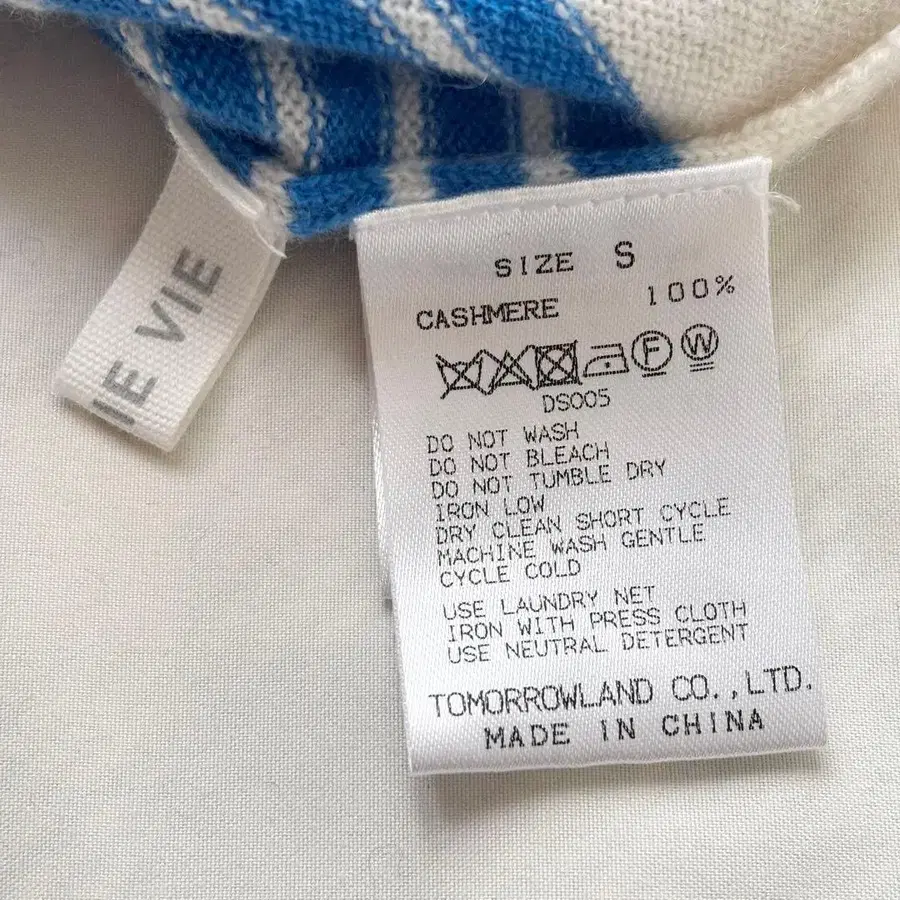 VIE
SIZE S
CASHMERE 100%
F W
DS005
DO NOT WASH
DO NOT BLEACH
DO NOT TUMBLE DRY
IRON LOW
DRY CLEAN SHORT CYCLE
MACHINE WASH GENTLE
CYCLE COLD
USE LAUNDRY NET
IRON WITH PRESS CLOTH
USE NEUTRAL DETERGENT
TOMORROWLAND CO.,LTD.
MADE IN CHINA